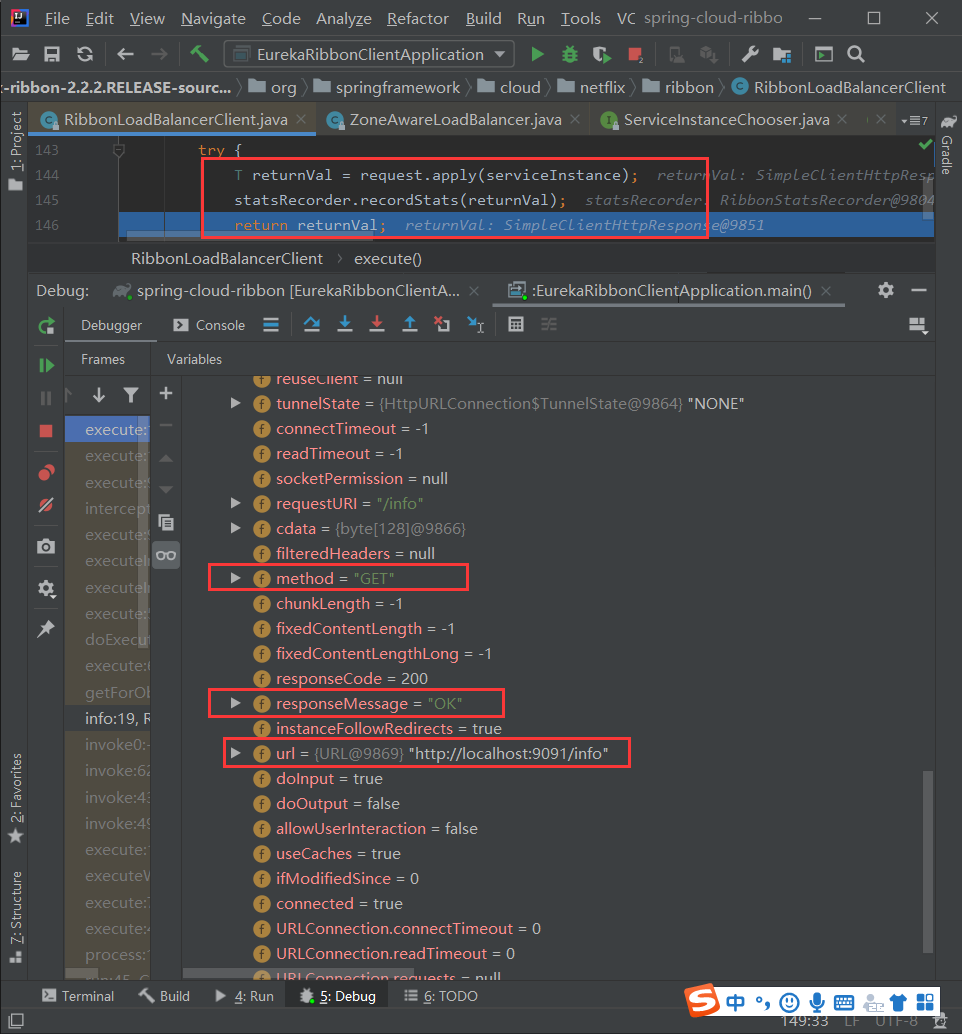 File Edit View Navigate Code Analyze Refactor Build Run Tools VC spring-cloud-ribbo
EurekaRibbonClientApplication
-ribbon-2.2.2.RELEASE-sourc... org springframework cloud netflix ribbon RibbonLoadBalancerClient
RibbonLoadBalancerClient.java ZoneAwareLoadBalancer.java ServiceInstanceChooser.java 7
1: Project
Gradle
143 try {
144 T returnVal = request.apply(serviceInstance); returnVal: SimpleClientHttpResp
145 statsRecorder.recordStats(returnVal); statsRecorder: RibbonStatsRecorder@9804
146 return returnVal; returnVal: SimpleClientHttpResponse@9851
RibbonLoadBalancerClient execute()
Debug: spring-cloud-ribbon [EurekaRibbonClientA... :EurekaRibbonClientApplication.main()
Debugger Console
Frames Variables
reuseClient = null
tunnelState = {HttpURLConnection$TunnelState@9864} "NONE"
execute: connectTimeout = -1
execute: readTimeout = -1
execute: socketPermission = null
intercept requestURI = "/info"
execute: cdata = {byte[128]@9866}
executeIn filteredHeaders = null
executeIn method = "GET"
execute: chunkLength = -1
doExecut fixedContentLength = -1
execute: fixedContentLengthLong = -1
getForOb responseCode = 200
info:19, R responseMessage = "OK"
invoke0:- instanceFollowRedirects = true
invoke:62 url = {URL@9869} "http://localhost:9091/info"
invoke:43 doInput = true
invoke:49 doOutput = false
execute: allowUserInteraction = false
useCaches = true
executeV ifModifiedSince = 0
execute: connected = true
execute: URLConnection.connectTimeout = 0
process: URLConnection.readTimeout = 0
URLConnection.requests = null
2: Favorites
7: Structure
Terminal Build 4: Run 5: Debug 6: TODO
中
149:33 LF UTF-8